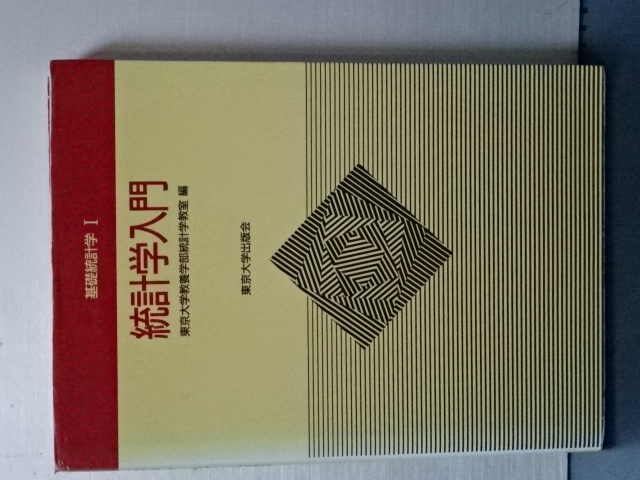 基礎統計学 Ⅰ
統計学入門
東京大学教養学部統計学教室 編
東京大学出版会